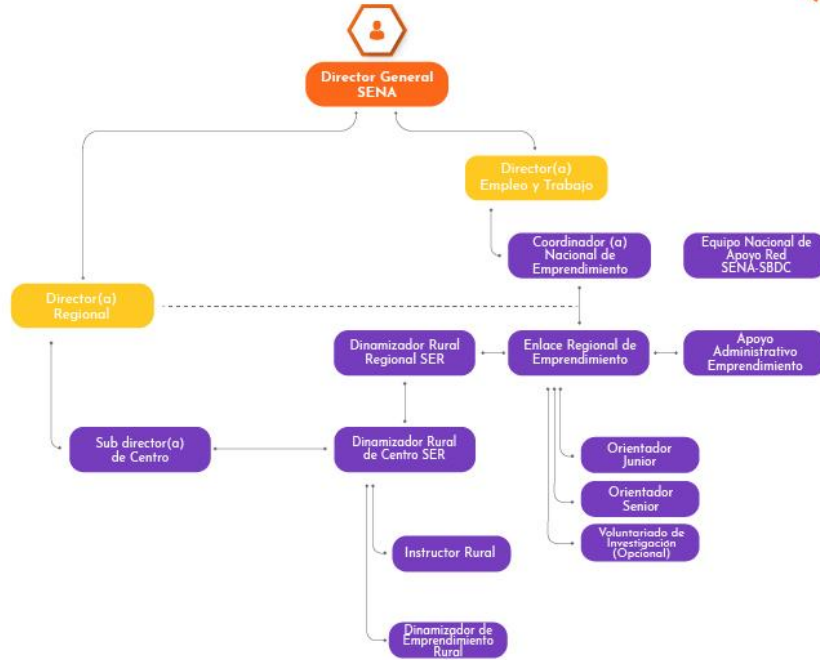 Director General
SENA
Director(a)
Empleo y Trabajo
Coordinador (a)
Nacional de
Emprendimiento
Equipo Nacional de
Apoyo Red
SENA-SBDC
Director(a)
Regional
Dinamizador Rural
Regional SER
Enlace Regional de
Emprendimiento
Apoyo
Administrativo
Emprendimiento
Sub director(a)
de Centro
Dinamizador Rural
de Centro SER
Orientador
Junior
Orientador
Senior
Voluntariado de
Investigación
(Opcional)
Instructor Rural
Dinamizador de
Emprendimiento
Rural